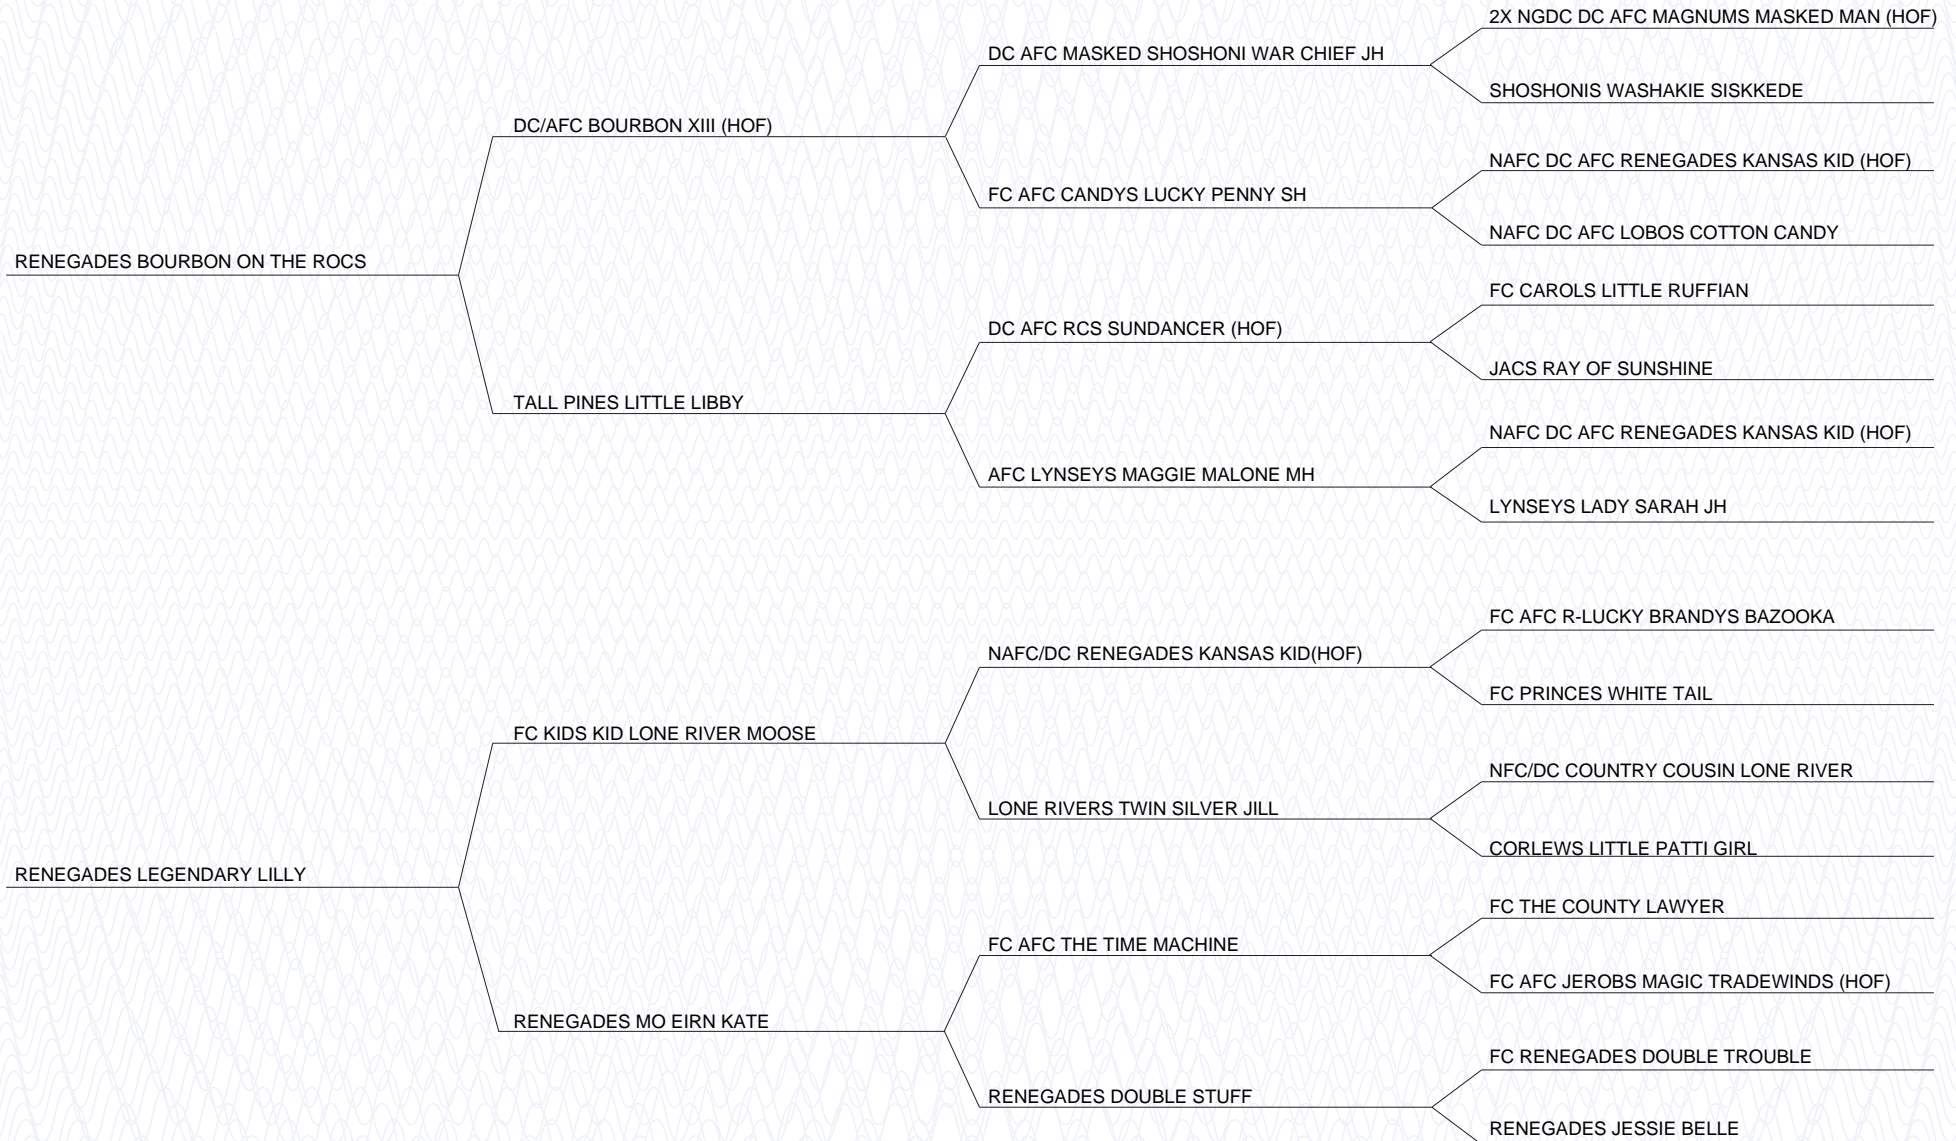 2X NGDC DC AFC MAGNUMS MASKED MAN (HOF)
DC AFC MASKED SHOSHONI WAR CHIEF JH
SHOSHONIS WASHAKIE SISKKEDE
DC/AFC BOURBON XIII (HOF)
NAFC DC AFC RENEGADES KANSAS KID (HOF)
FC AFC CANDYS LUCKY PENNY SH
NAFC DC AFC LOBOS COTTON CANDY
RENEGADES BOURBON ON THE ROCS
FC CAROLS LITTLE RUFFIAN
DC AFC RCS SUNDANCER (HOF)
JACS RAY OF SUNSHINE
TALL PINES LITTLE LIBBY
NAFC DC AFC RENEGADES KANSAS KID (HOF)
AFC LYNSEYS MAGGIE MALONE MH
LYNSEYS LADY SARAH JH
FC AFC R-LUCKY BRANDYS BAZOOKA
NAFC/DC RENEGADES KANSAS KID(HOF)
FC PRINCES WHITE TAIL
FC KIDS KID LONE RIVER MOOSE
NFC/DC COUNTRY COUSIN LONE RIVER
LONE RIVERS TWIN SILVER JILL
CORLEWS LITTLE PATTI GIRL
RENEGADES LEGENDARY LILLY
FC THE COUNTY LAWYER
FC AFC THE TIME MACHINE
FC AFC JEROBS MAGIC TRADEWINDS (HOF)
RENEGADES MO EIRN KATE
FC RENEGADES DOUBLE TROUBLE
RENEGADES DOUBLE STUFF
RENEGADES JESSIE BELLE